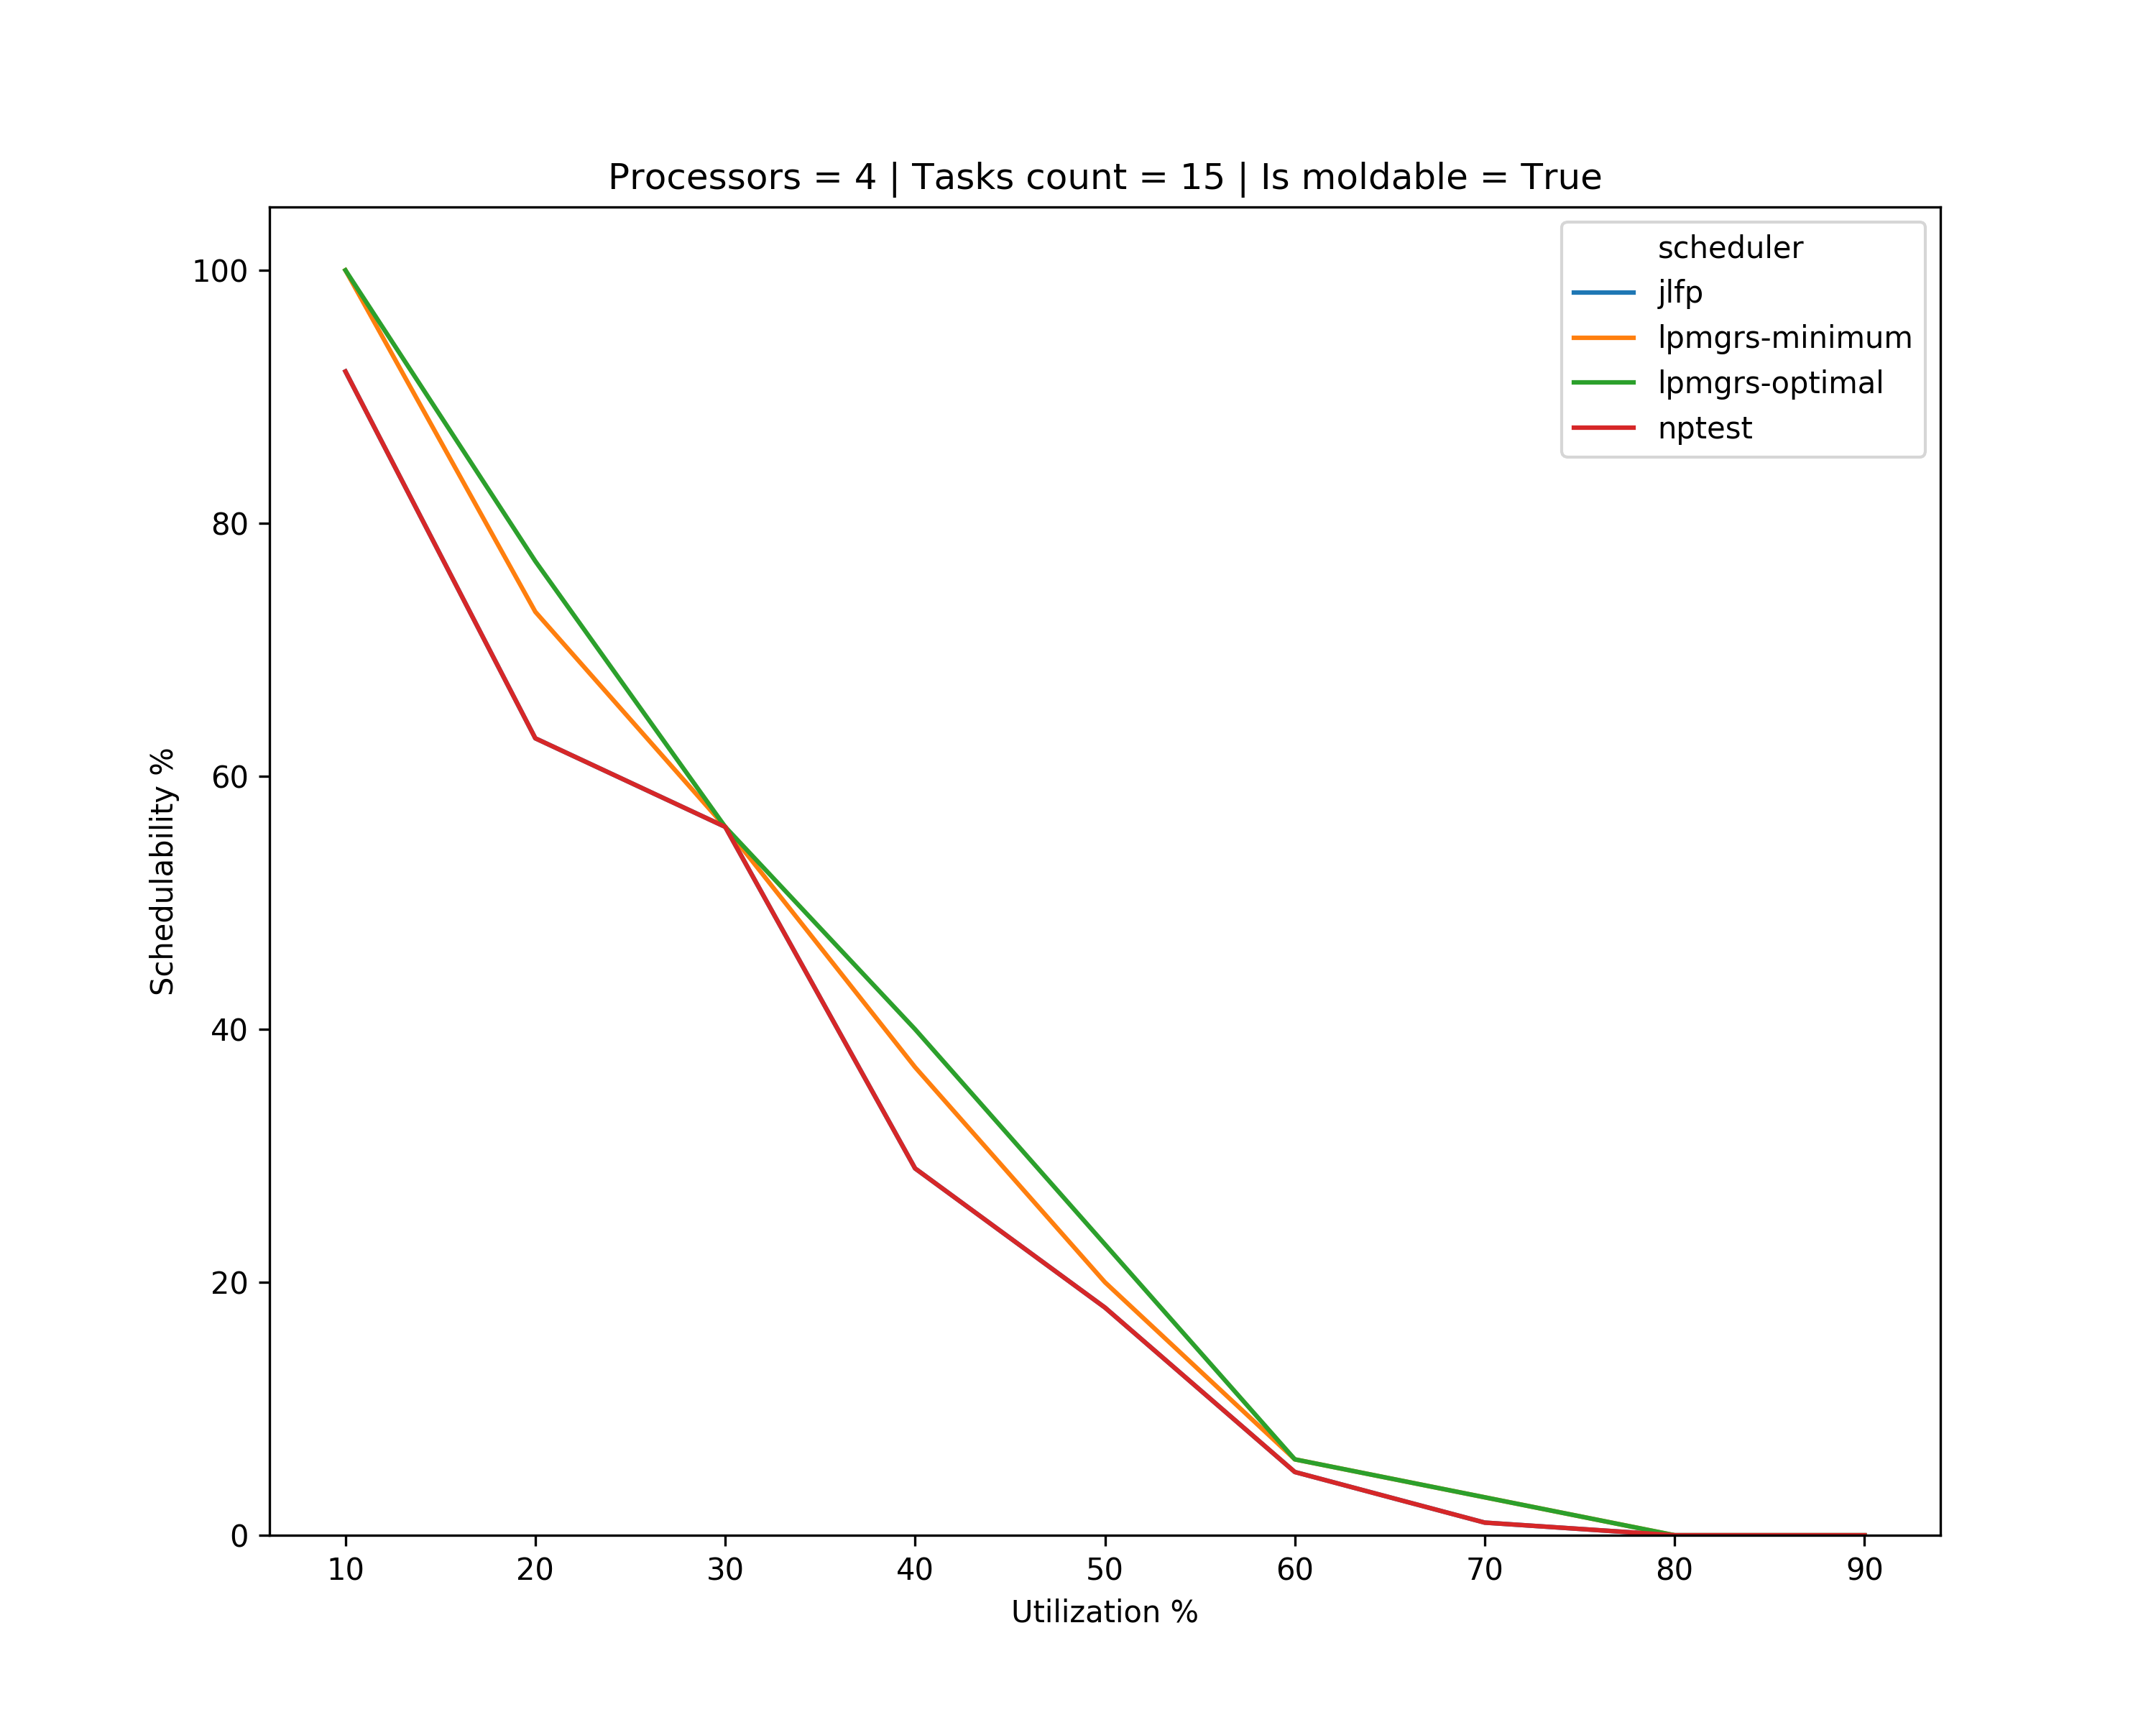 Processors = 4 | Tasks count = 15 | Is moldable = True
scheduler
jlfp
lpmgrs-minimum
lpmgrs-optimal
nptest
Schedulability %
100
80
60
40
20
0
10 20 30 40 50 60 70 80 90
Utilization %